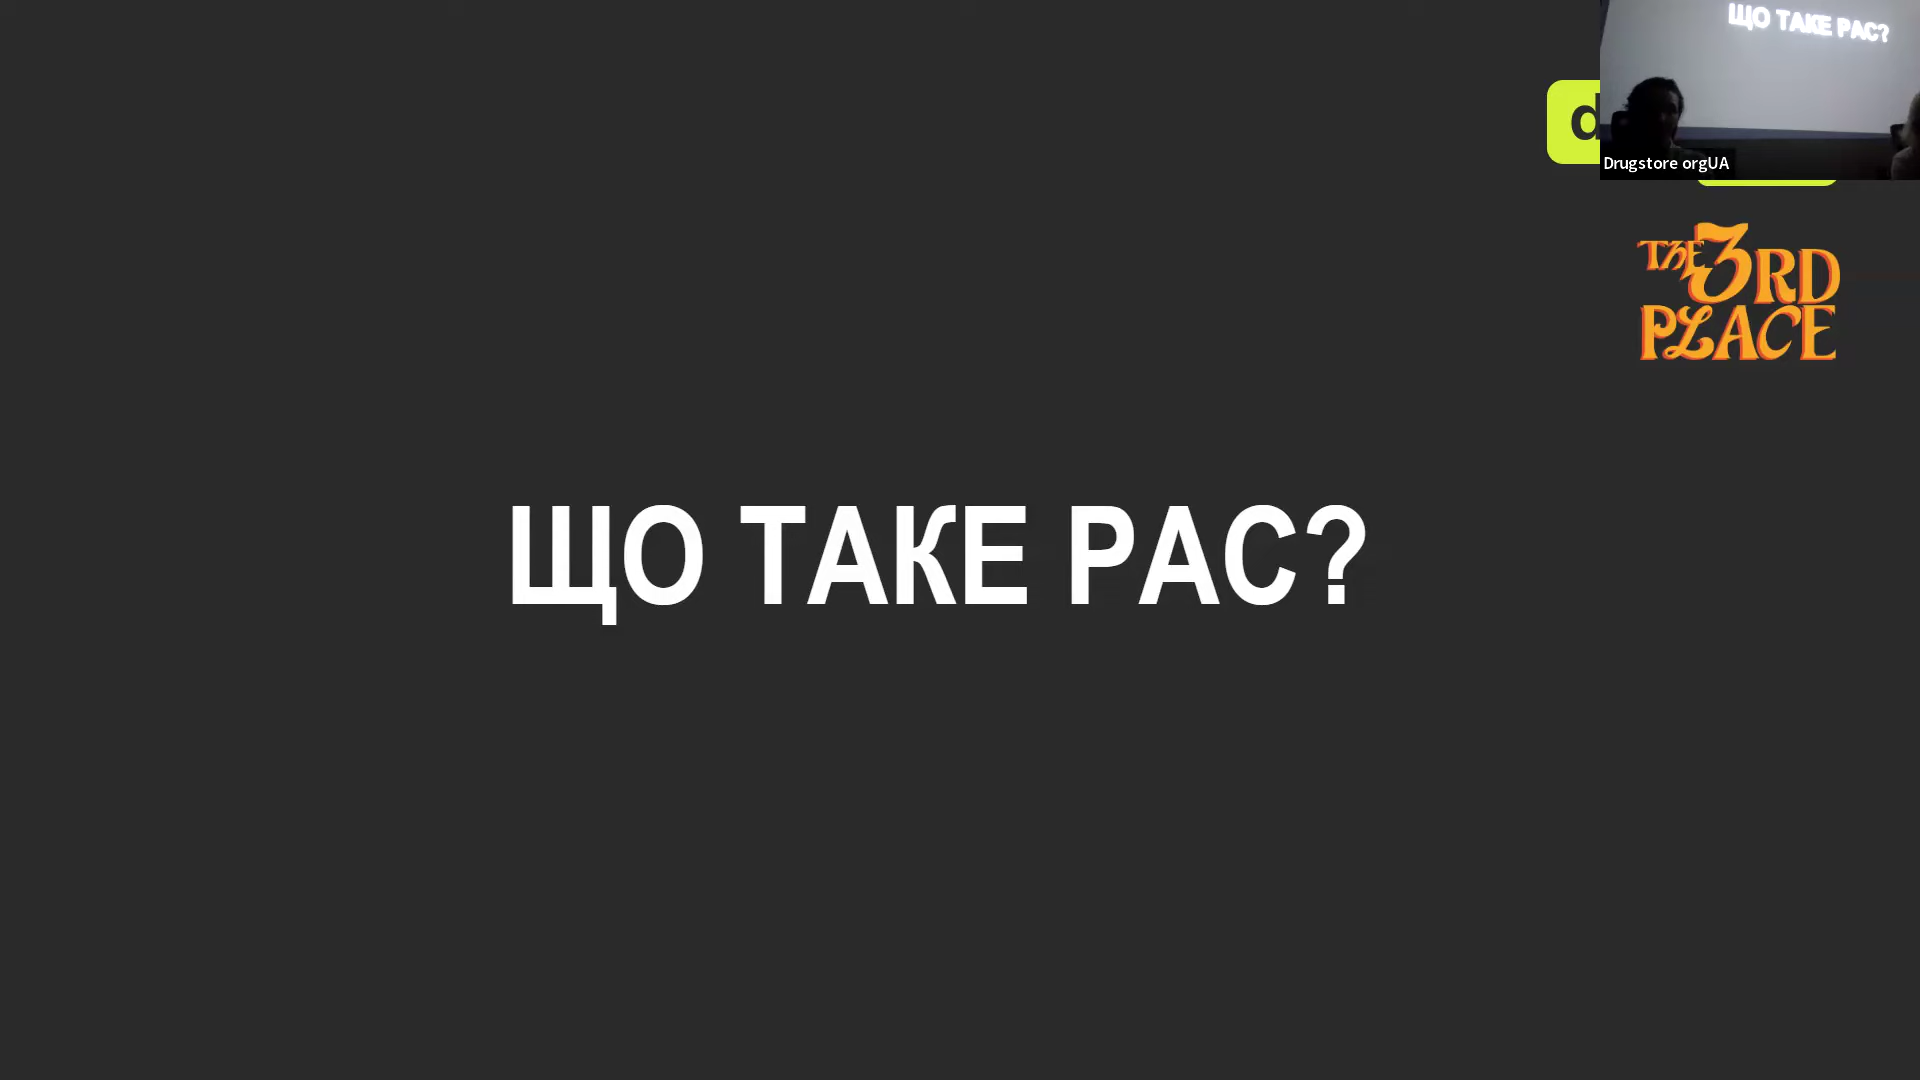 ЩО ТАКЕ РАС?
Drugstore orgUA
THE 3RD
PLACE
ЩО ТАКЕ РАС?